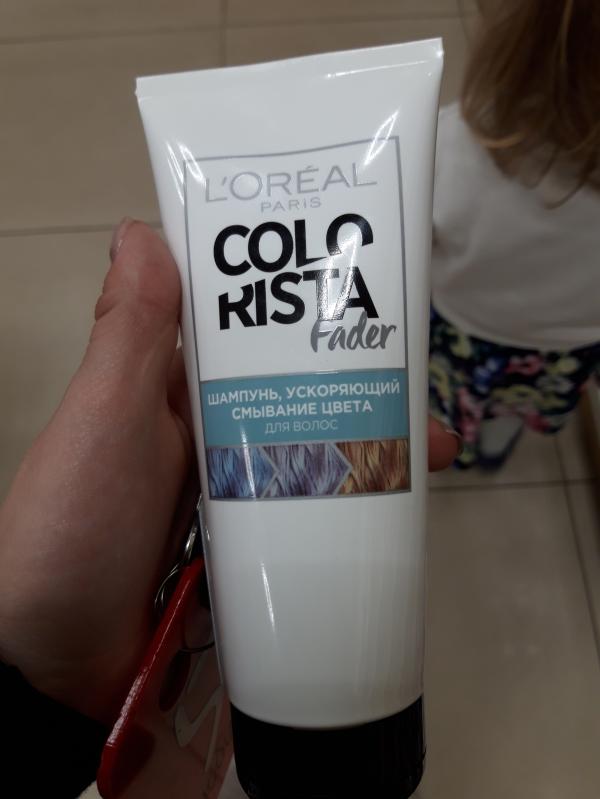 L'ORÉAL
PARIS
COLO
RISTA
Fader
ШАМПУНЬ, УСКОРЯЮЩИЙ
СМЫВАНИЕ ЦВЕТА
ДЛЯ ВОЛОС